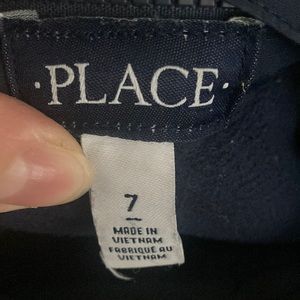 ·PLACE·
7
MADE IN
VIETNAM
FABRIQUÉ AU
VIETNAM